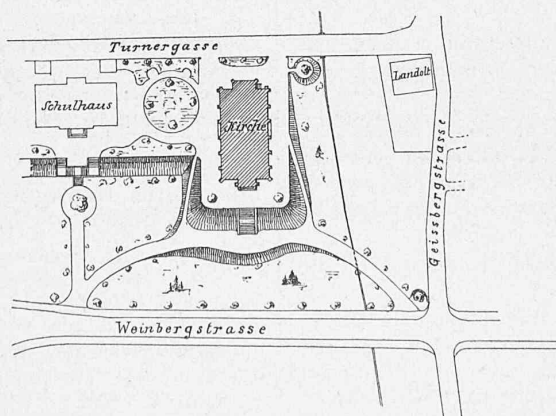 Turnergasse
Landolt
Schulhaus
Kirche
Geissbergstrasse
Weinbergstrasse